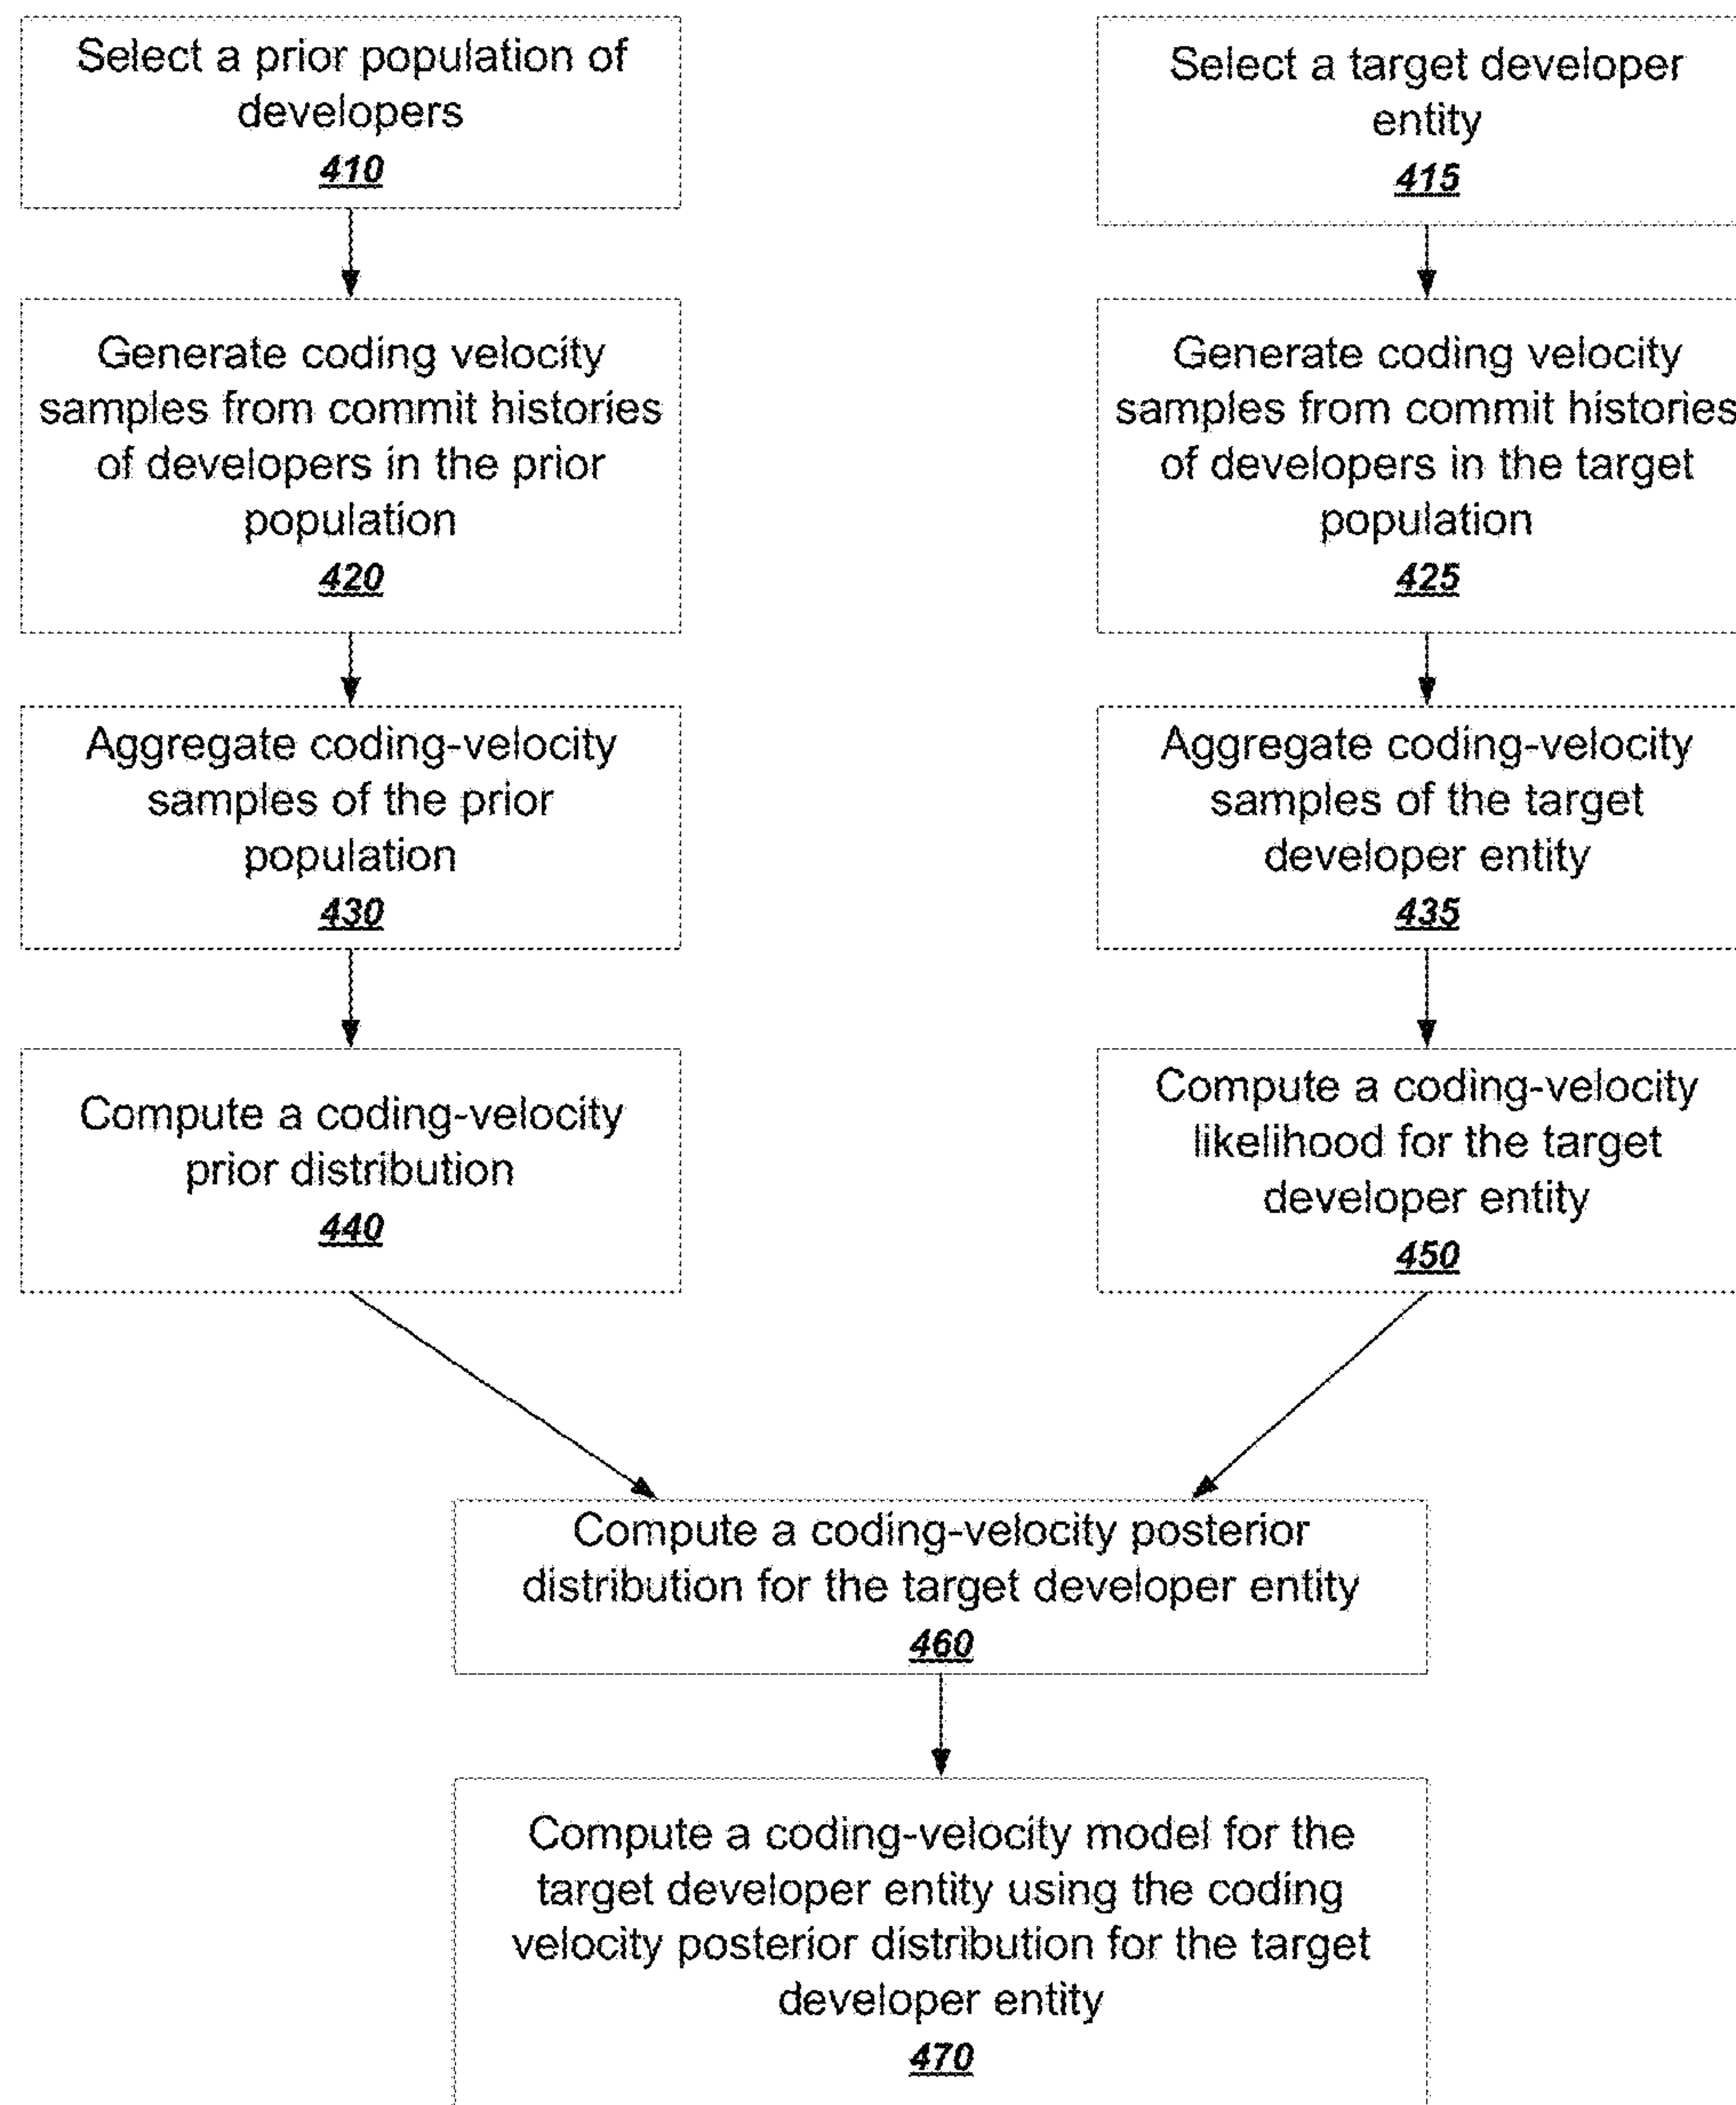 Select a prior population of
developers
410
Select a target developer
entity
415
Generate coding velocity
samples from commit histories
of developers in the prior
population
420
Generate coding velocity
samples from commit histories
of developers in the target
population
425
Aggregate coding-velocity
samples of the prior
population
430
Aggregate coding-velocity
samples of the target
developer entity
435
Compute a coding-velocity
prior distribution
440
Compute a coding-velocity
likelihood for the target
developer entity
450
Compute a coding-velocity posterior
distribution for the target developer entity
460
Compute a coding-velocity model for the
target developer entity using the coding
velocity posterior distribution for the target
developer entity
470